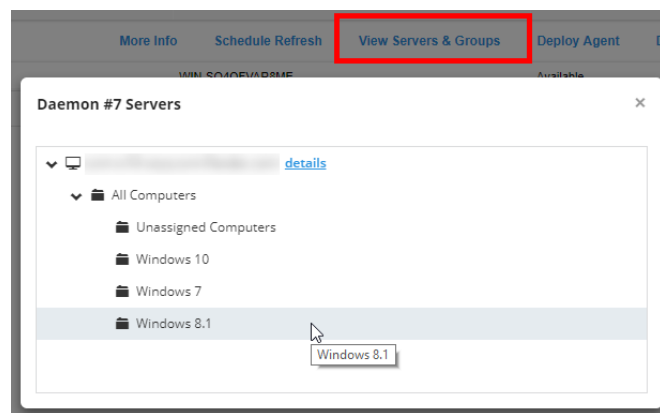 More Info Schedule Refresh View Servers & Groups Deploy Agent
Available
Daemon #7 Servers ×
details
All Computers
Unassigned Computers
Windows 10
Windows 7
Windows 8.1
Windows 8.1